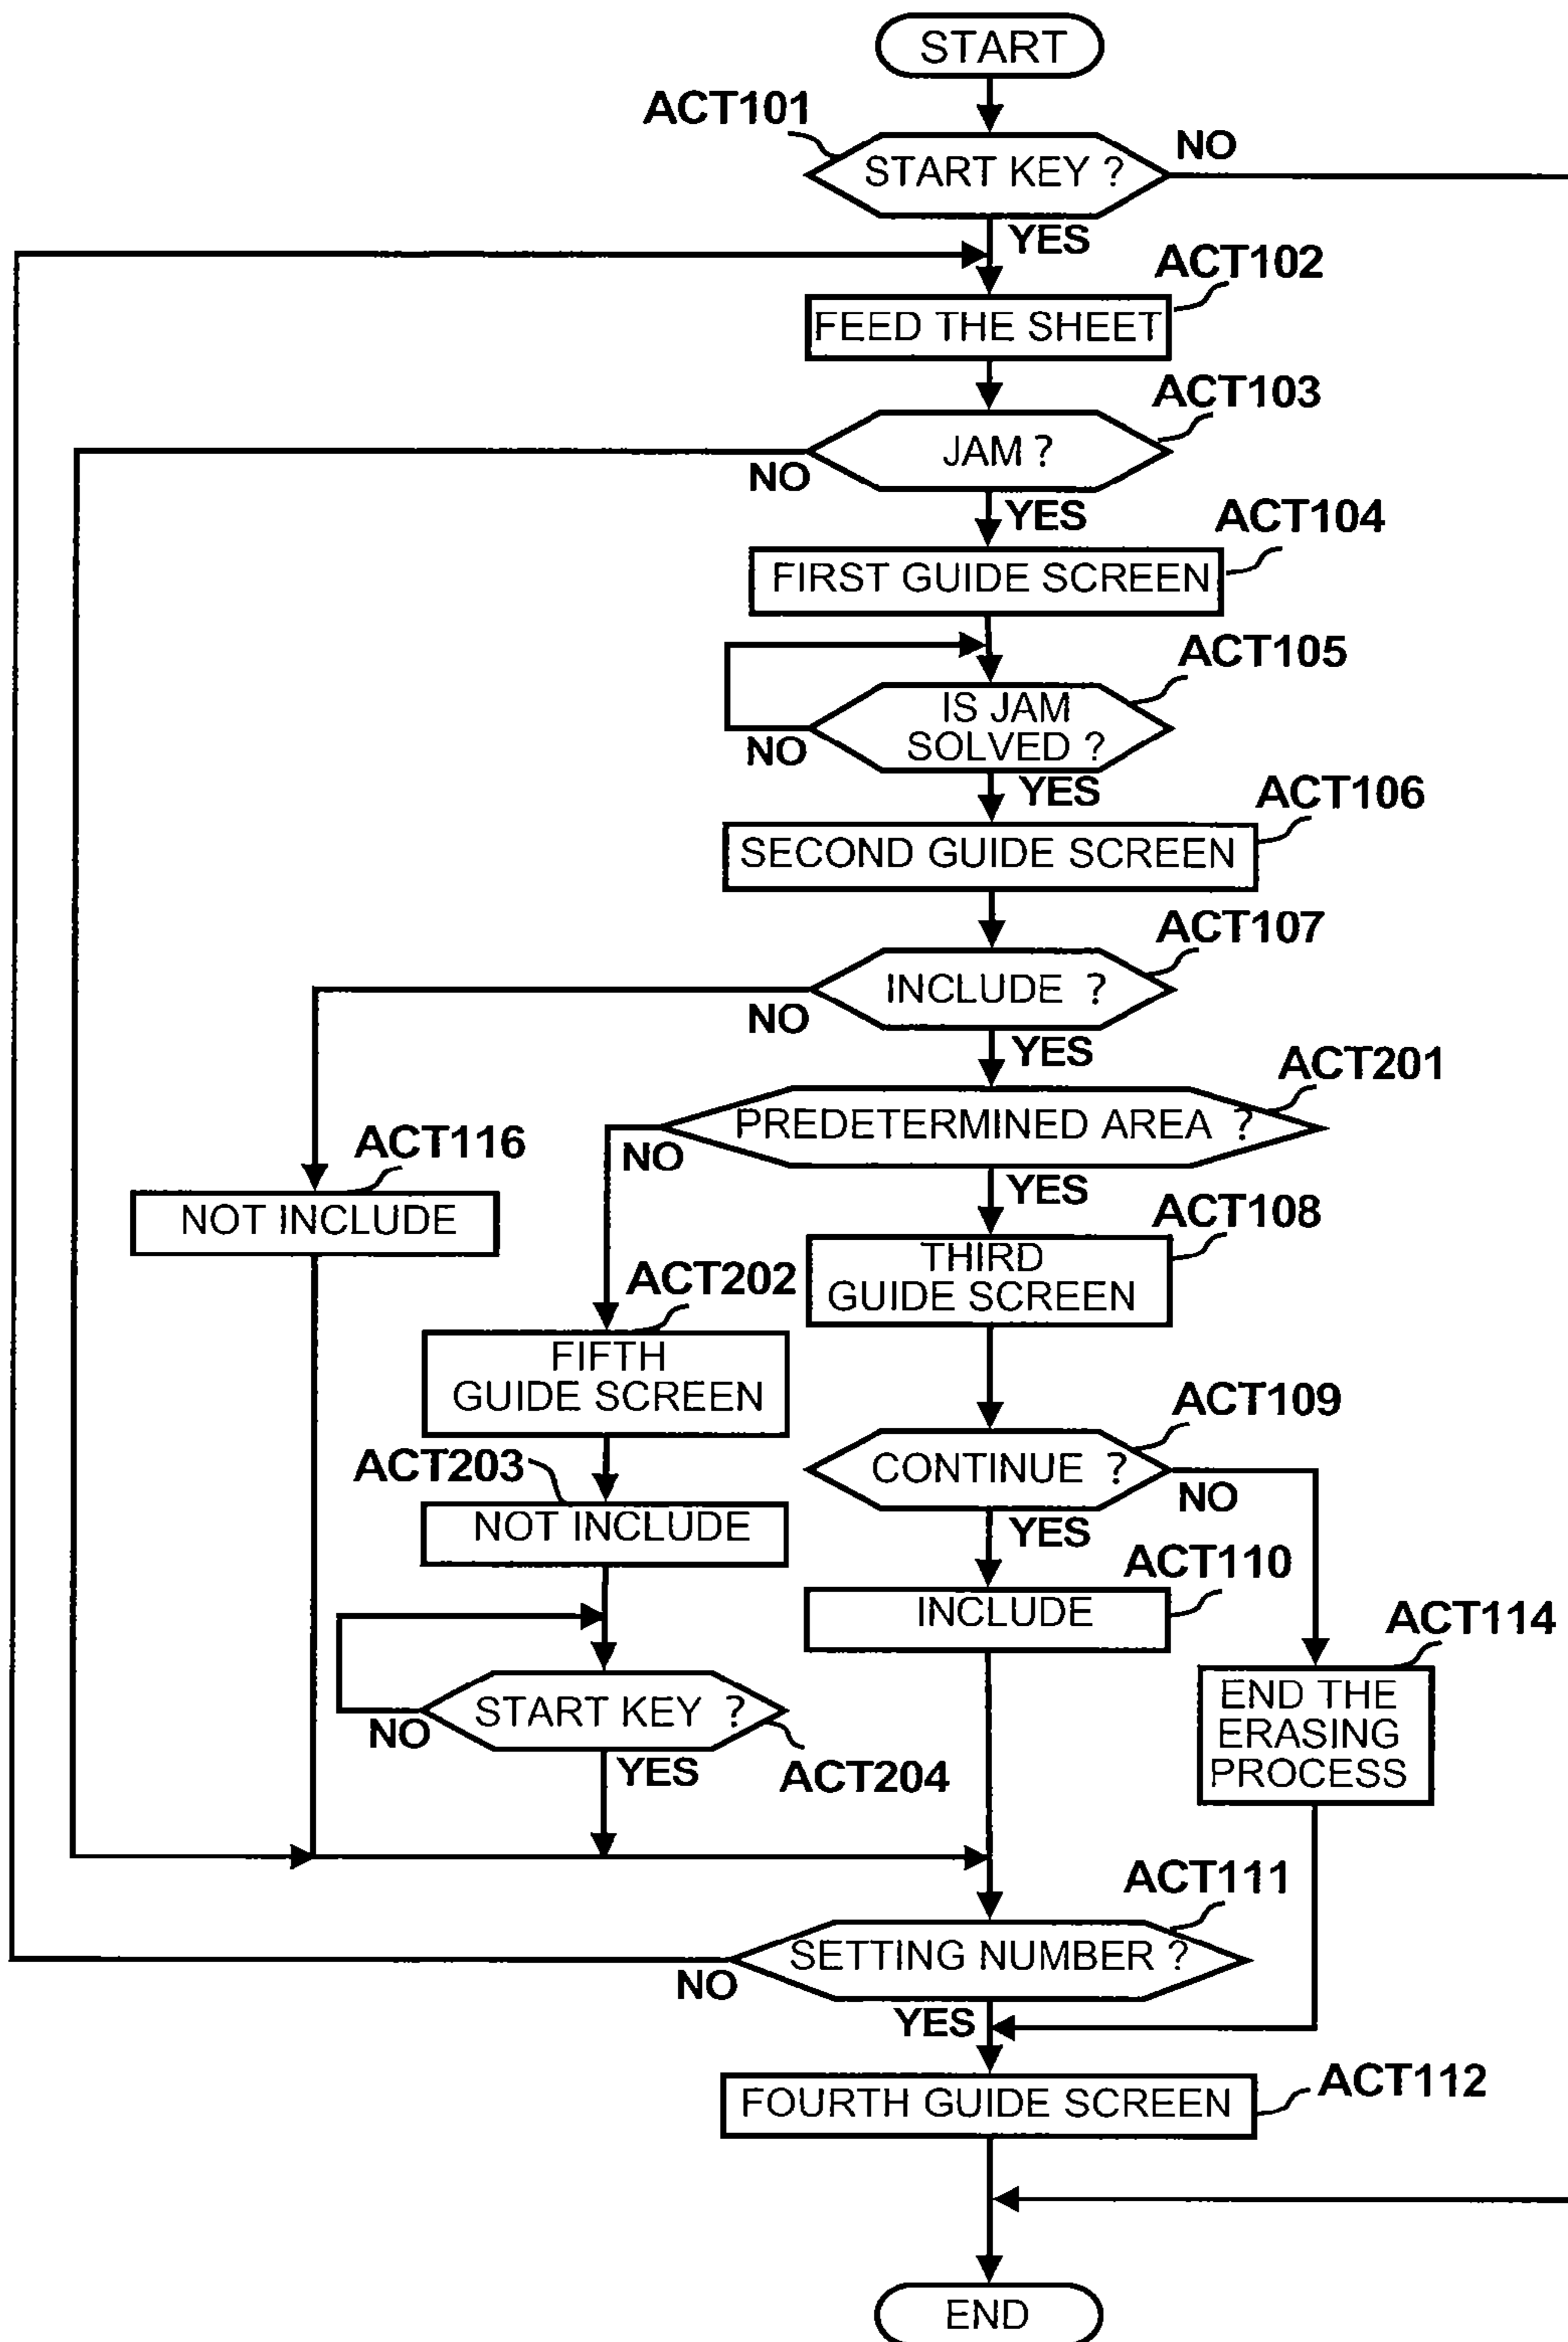 START
ACT101
START KEY ?
NO
YES
ACT102
FEED THE SHEET
ACT103
JAM ?
NO
YES
ACT104
FIRST GUIDE SCREEN
ACT105
IS JAM
SOLVED ?
NO
YES
ACT106
SECOND GUIDE SCREEN
ACT107
INCLUDE ?
NO
YES
ACT201
PREDETERMINED AREA ?
NO
YES
ACT116
NOT INCLUDE
ACT108
THIRD
GUIDE SCREEN
ACT202
FIFTH
GUIDE SCREEN
ACT109
CONTINUE ?
NO
YES
ACT203
NOT INCLUDE
ACT110
INCLUDE
ACT114
END THE
ERASING
PROCESS
START KEY ?
NO
YES
ACT204
ACT111
SETTING NUMBER ?
NO
YES
ACT112
FOURTH GUIDE SCREEN
END